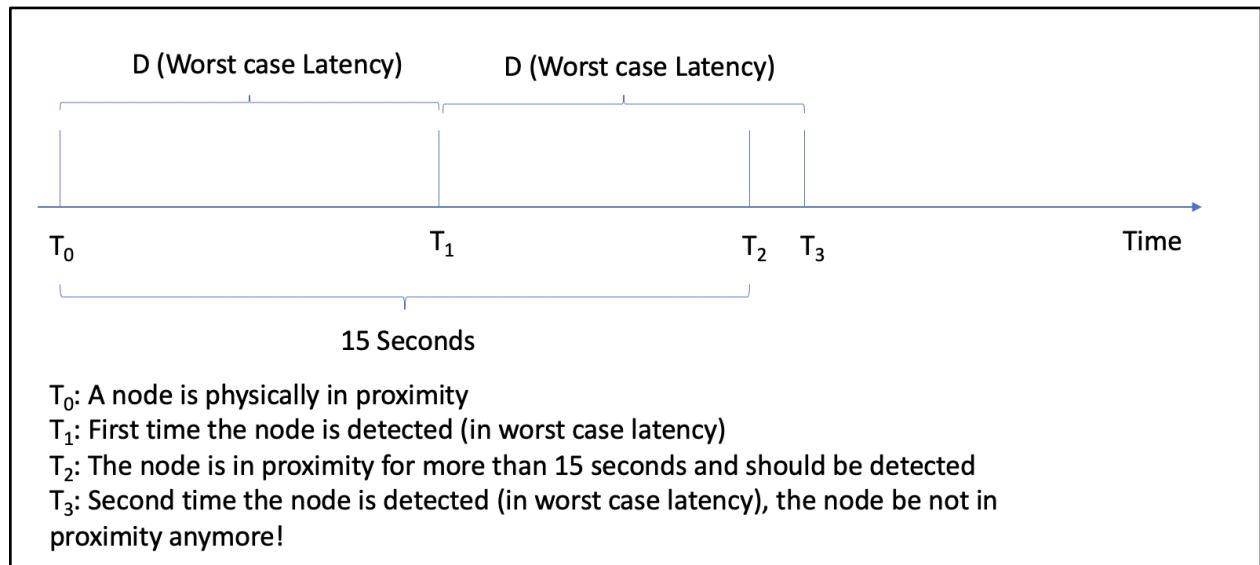 D (Worst case Latency)
D (Worst case Latency)
T₀
T₁
T₂
T₃
Time
15 Seconds
T₀: A node is physically in proximity
T₁: First time the node is detected (in worst case latency)
T₂: The node is in proximity for more than 15 seconds and should be detected
T₃: Second time the node is detected (in worst case latency), the node be not in
proximity anymore!